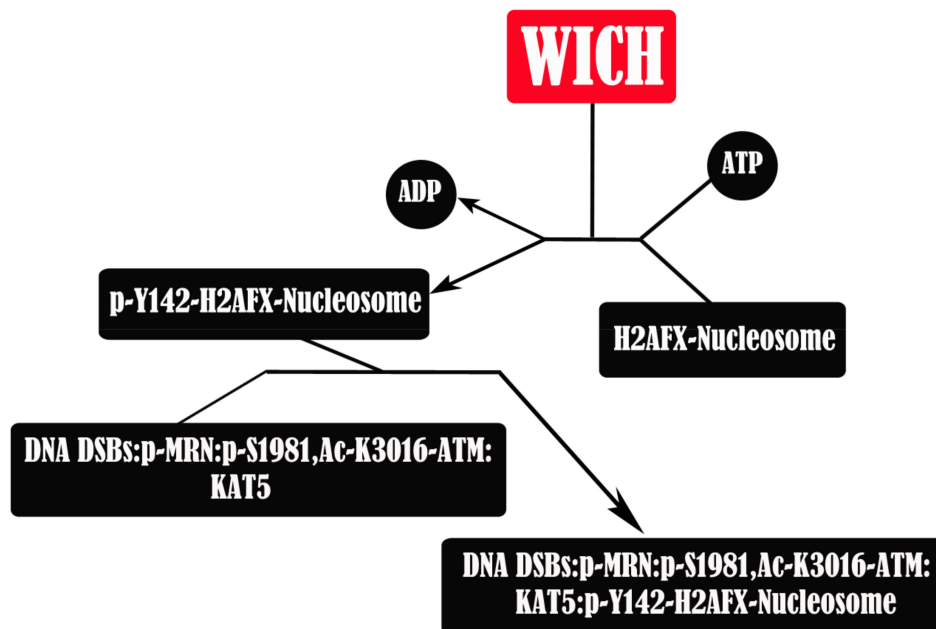 WICH
ATP
ADP
p-Y142-H2AFX-Nucleosome
H2AFX-Nucleosome
DNA DSBs:p-MRN:p-S1981,Ac-K3016-ATM:
KAT5
DNA DSBs:p-MRN:p-S1981,Ac-K3016-ATM:
KAT5:p-Y142-H2AFX-Nucleosome